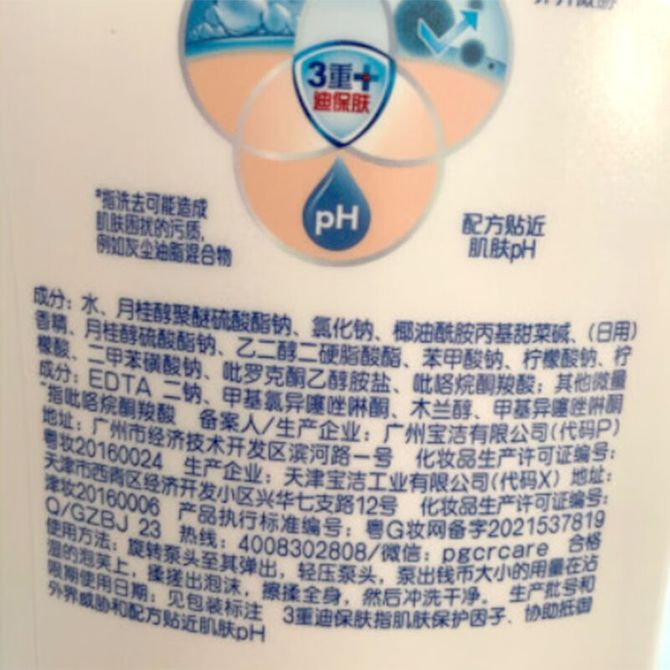 3重+
迪保肤
*指洗去可能造成
肌肤困扰的污质,
例如灰尘油脂混合物
pH
配方贴近
肌肤pH
成分：水、月桂醇聚醚硫酸酯钠、氯化钠、椰油酰胺丙基甜菜碱、(日用)
香精、月桂醇硫酸酯钠、乙二醇二硬脂酸酯、苯甲酸钠、柠檬酸钠、柠
檬酸、二甲苯磺酸钠、吡罗克酮乙醇胺盐、吡咯烷酮羧酸；其他微量
成分：EDTA 二钠、甲基氯异噻唑啉酮、木兰醇、甲基异噻唑啉酮
*指吡咯烷酮羧酸 备案人/生产企业：广州宝洁有限公司(代码P)
地址：广州市经济技术开发区滨河路一号 化妆品生产许可证编号：
粤妆20160024 生产企业：天津宝洁工业有限公司(代码X) 地址：
天津市西青区经济开发小区兴华七支路12号 化妆品生产许可证编号：
津妆20160006 产品执行标准编号：粤G妆网备字2021537819
Q/GZBJ 23 热线：4008302808/微信：pgcrcare 合格
使用方法：旋转泵头至其弹出，轻压泵头，泵出钱币大小的用量在沾
湿的泡芙上，揉搓出泡沫，擦揉全身，然后冲洗干净。 生产批号和
限期使用日期：见包装标注 3重迪保肤指肌肤保护因子、协助抵御
外界威胁和配方贴近肌肤pH